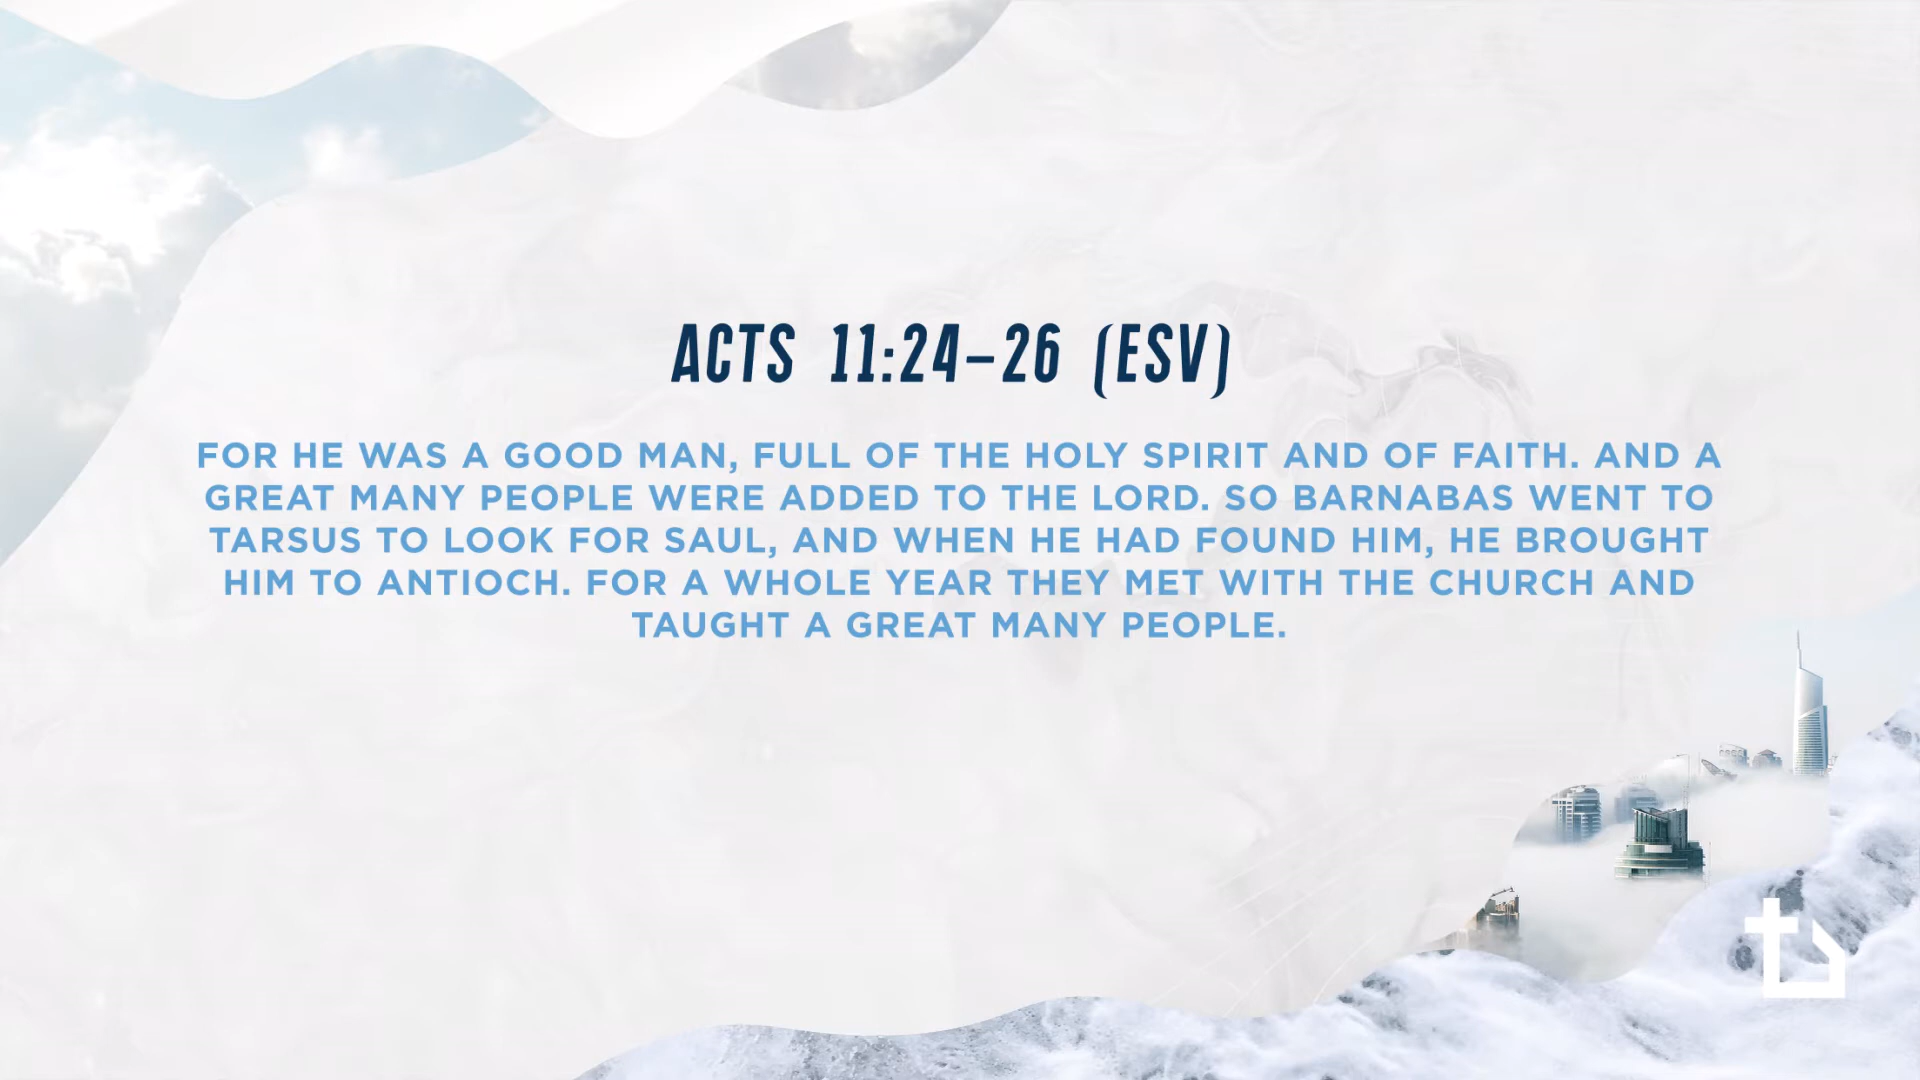 ACTS 11:24–26 (ESV)
FOR HE WAS A GOOD MAN, FULL OF THE HOLY SPIRIT AND OF FAITH. AND A
GREAT MANY PEOPLE WERE ADDED TO THE LORD. SO BARNABAS WENT TO
TARSUS TO LOOK FOR SAUL, AND WHEN HE HAD FOUND HIM, HE BROUGHT
HIM TO ANTIOCH. FOR A WHOLE YEAR THEY MET WITH THE CHURCH AND
TAUGHT A GREAT MANY PEOPLE.